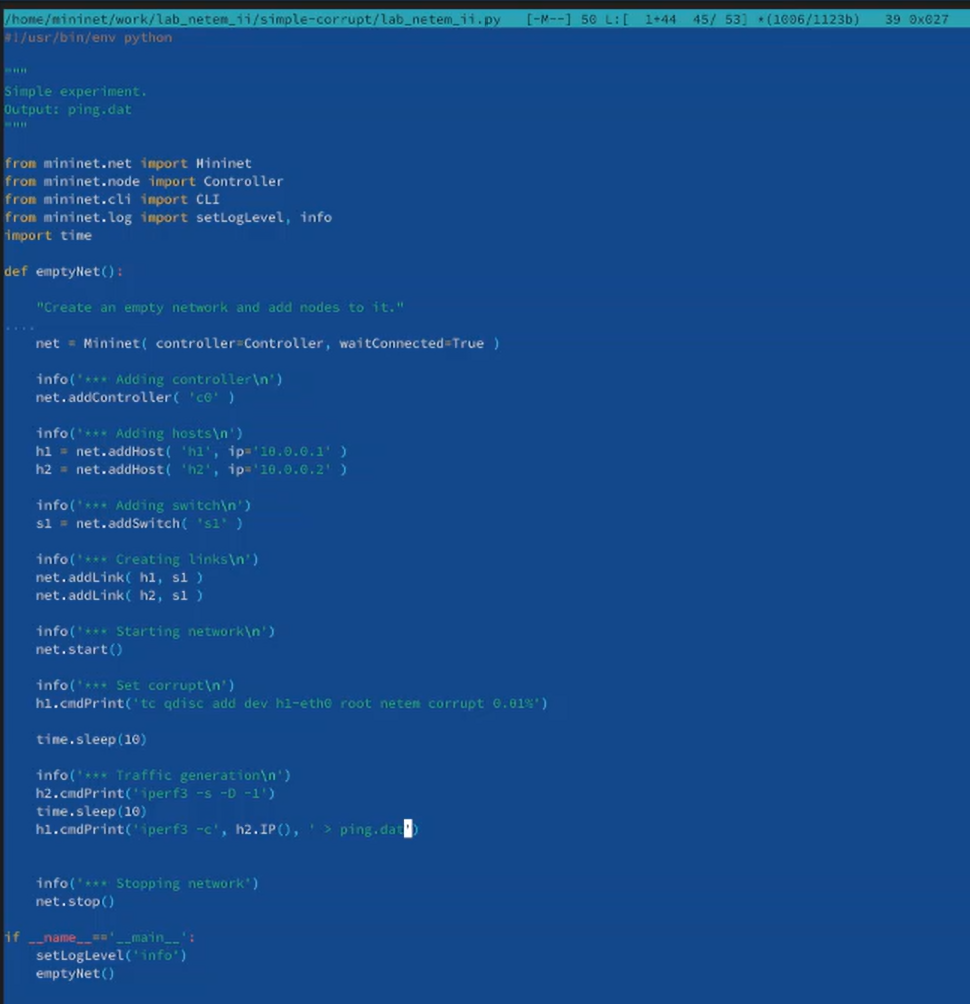 /home/mininet/work/lab_netem_ii/simple-corrupt/lab_netem_ii.py [-M--] 50 L:[ 1+44 45/ 53] *(1006/1123b) 39 0x027
#!/usr/bin/env python
"""
Simple experiment.
Output: ping.dat
"""
from mininet.net import Mininet
from mininet.node import Controller
from mininet.cli import CLI
from mininet.log import setLogLevel, info
import time
def emptyNet():
"Create an empty network and add nodes to it."
....
net = Mininet( controller=Controller, waitConnected=True )
info('*** Adding controller\n')
net.addController( 'c0' )
info('*** Adding hosts\n')
h1 = net.addHost( 'h1', ip='10.0.0.1' )
h2 = net.addHost( 'h2', ip='10.0.0.2' )
info('*** Adding switch\n')
s1 = net.addSwitch( 's1' )
info('*** Creating links\n')
net.addLink( h1, s1 )
net.addLink( h2, s1 )
info('*** Starting network\n')
net.start()
info('*** Set corrupt\n')
h1.cmdPrint('tc qdisc add dev h1-eth0 root netem corrupt 0.01%')
time.sleep(10)
info('*** Traffic generation\n')
h2.cmdPrint('iperf3 -s -D -1')
time.sleep(10)
h1.cmdPrint('iperf3 -c', h2.IP(), ' > ping.dat')
info('*** Stopping network')
net.stop()
if __name__=='__main__':
setLogLevel('info')
emptyNet()